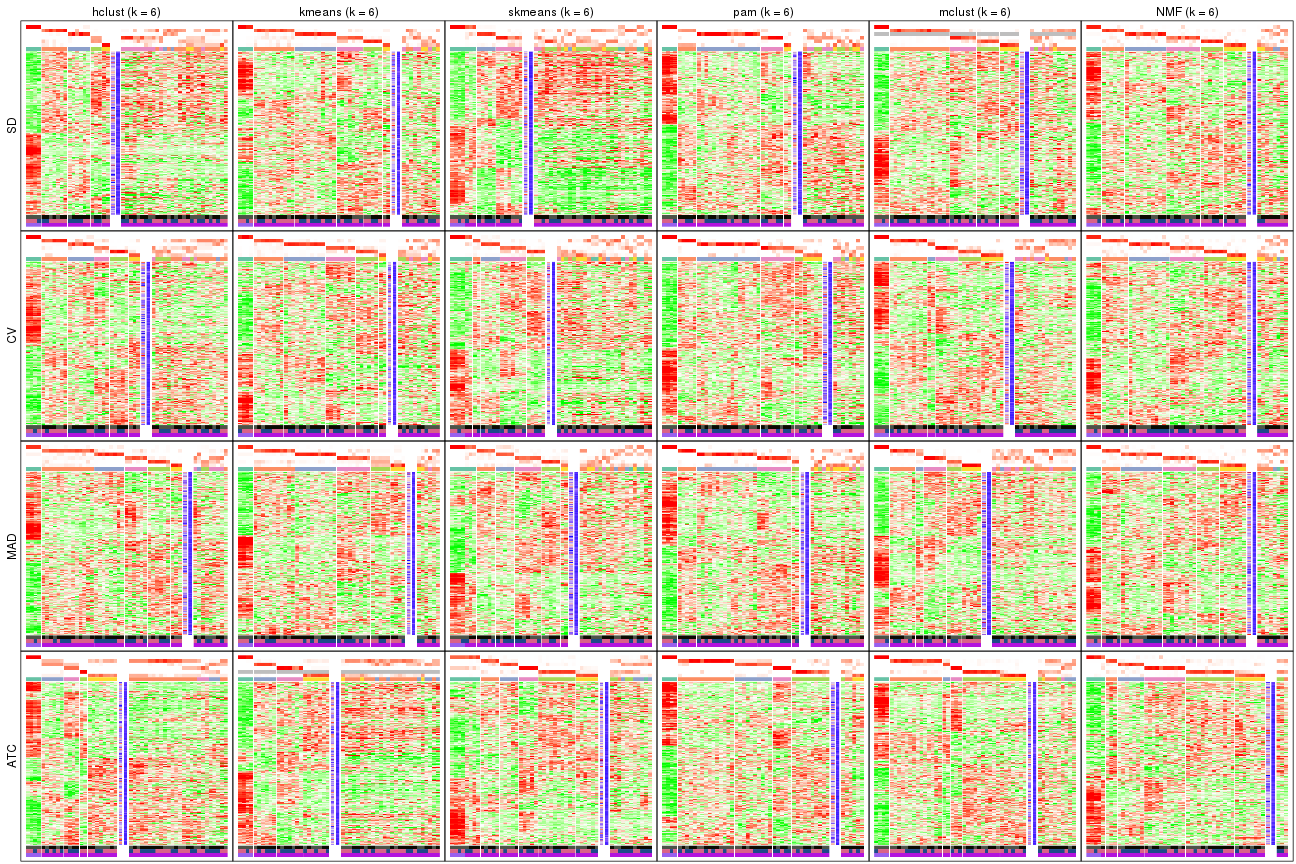 hclust (k = 6) kmeans (k = 6) skmeans (k = 6) pam (k = 6) mclust (k = 6) NMF (k = 6)
SD
CV
MAD
ATC